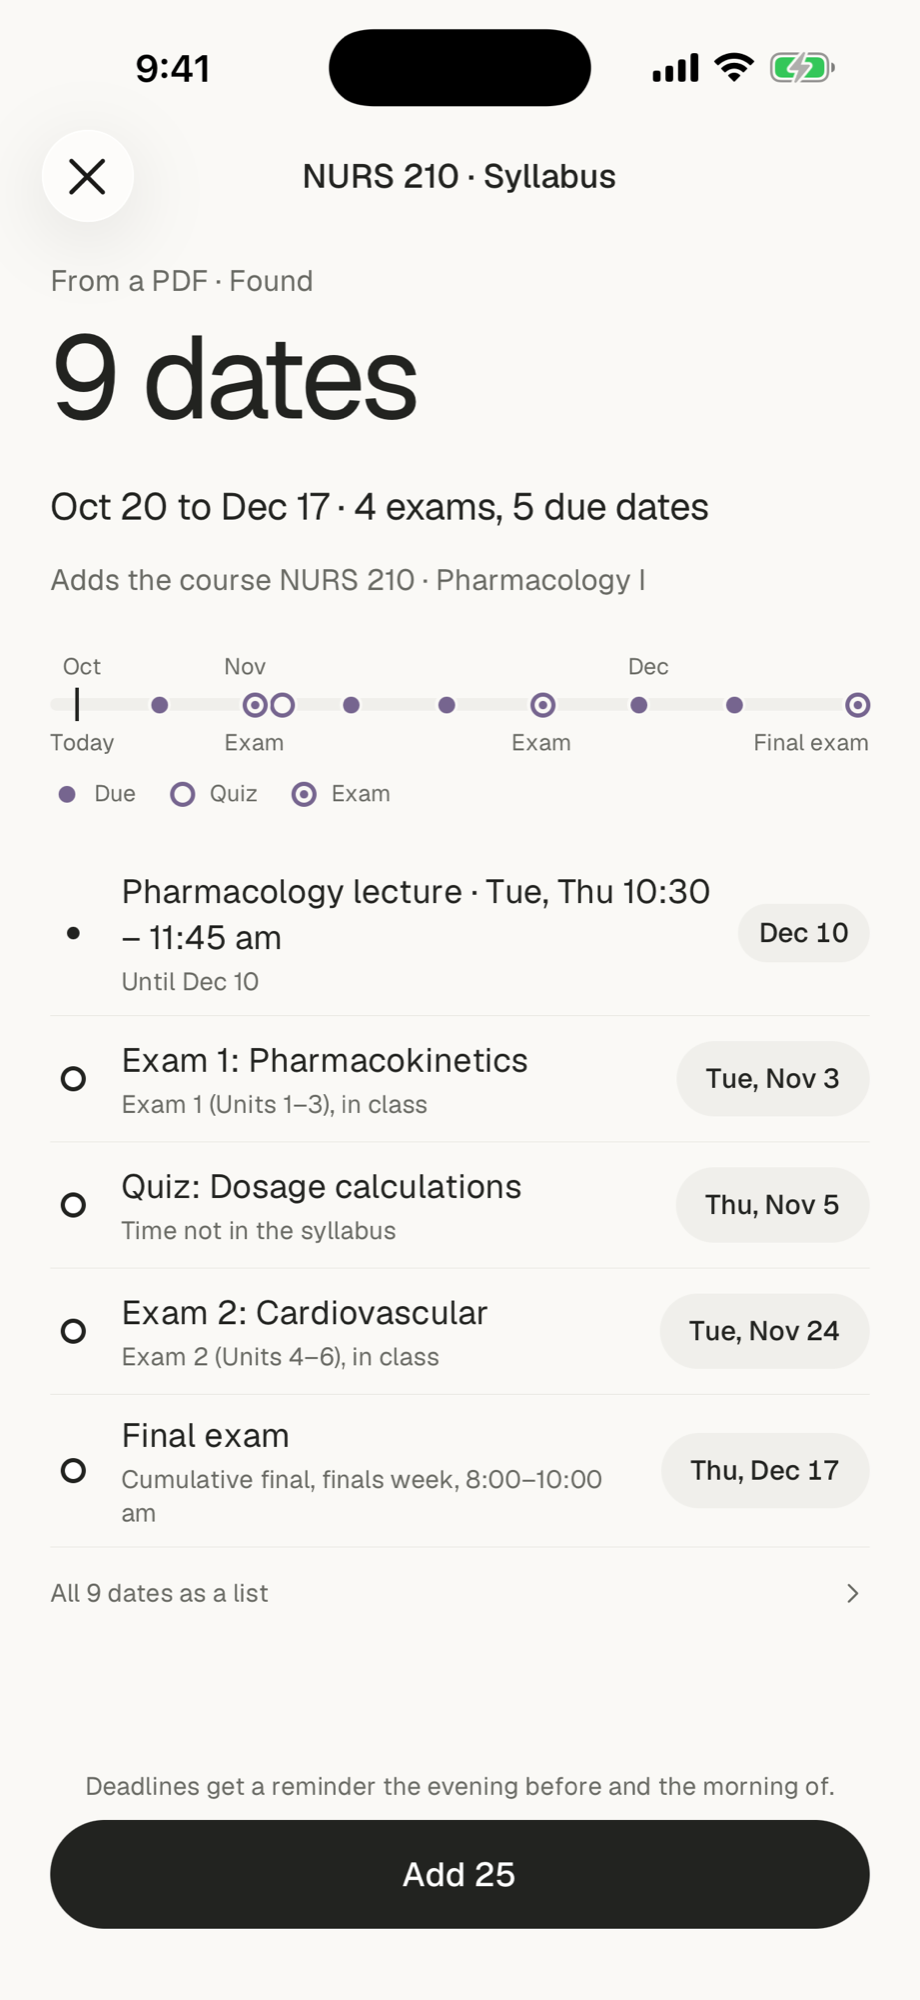 9:41
NURS 210 · Syllabus
From a PDF · Found
9 dates
Oct 20 to Dec 17 · 4 exams, 5 due dates
Adds the course NURS 210 · Pharmacology I
Oct Nov Dec
Today Exam Exam Final exam
Due Quiz Exam
Pharmacology lecture · Tue, Thu 10:30
– 11:45 am
Until Dec 10
Dec 10
Exam 1: Pharmacokinetics
Exam 1 (Units 1–3), in class
Tue, Nov 3
Quiz: Dosage calculations
Time not in the syllabus
Thu, Nov 5
Exam 2: Cardiovascular
Exam 2 (Units 4–6), in class
Tue, Nov 24
Final exam
Cumulative final, finals week, 8:00–10:00
am
Thu, Dec 17
All 9 dates as a list
Deadlines get a reminder the evening before and the morning of.
Add 25